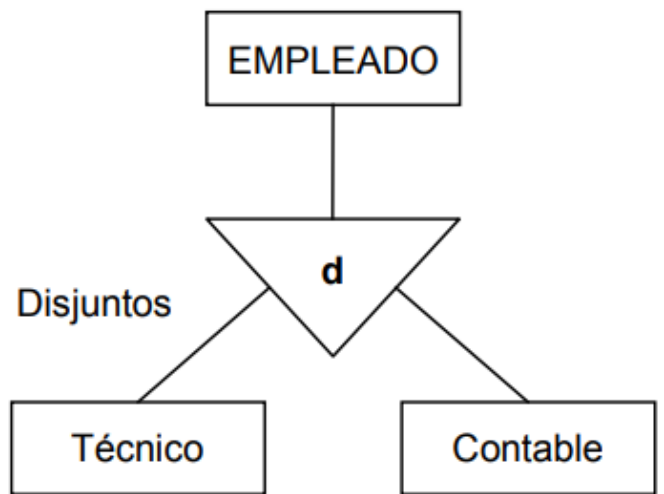 EMPLEADO
d
Disjuntos
Técnico
Contable